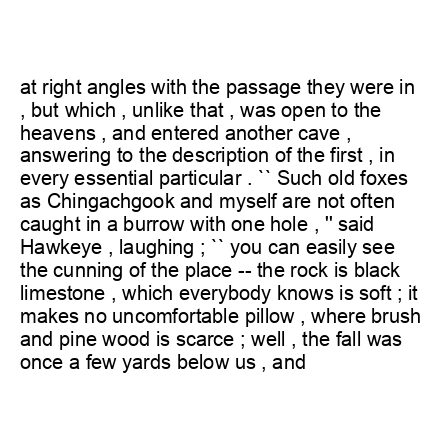 at right angles with the passage they were in
, but which , unlike that , was open to the
heavens , and entered another cave ,
answering to the description of the first , in
every essential particular . `` Such old foxes
as Chingachgook and myself are not often
caught in a burrow with one hole , '' said
Hawkeye , laughing ; `` you can easily see
the cunning of the place -- the rock is black
limestone , which everybody knows is soft ; it
makes no uncomfortable pillow , where brush
and pine wood is scarce ; well , the fall was
once a few yards below us , and